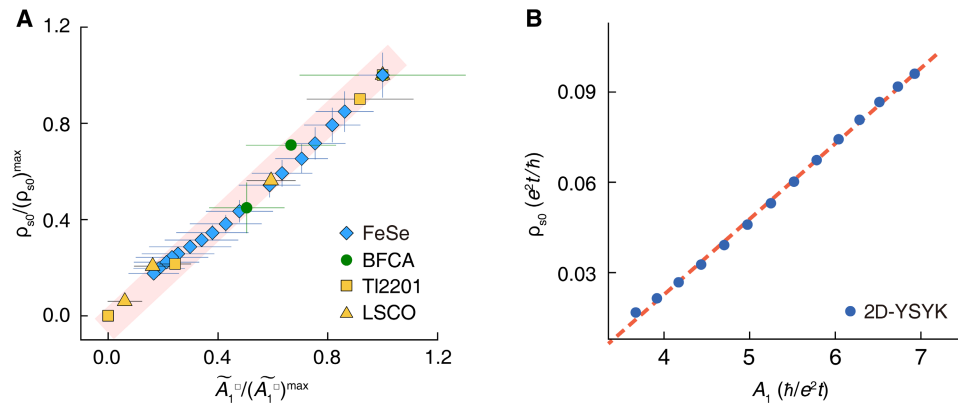 A
1.2
0.8
0.4
0.0
0.0 0.4 0.8 1.2
ρs0/(ρs0)max
Ã1□/(Ã1□)max
FeSe
BFCA
Tl2201
LSCO
B
0.09
0.06
0.03
4 5 6 7
ρs0 (e²t/ħ)
A1 (ħ/e²t)
2D-YSYK